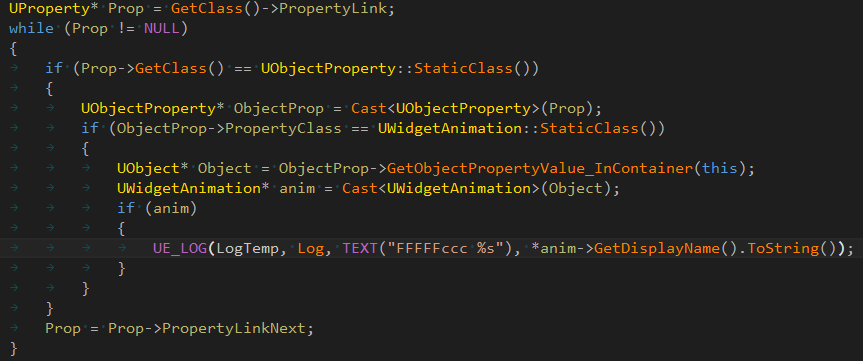 UProperty* Prop = GetClass()->PropertyLink;
while (Prop != NULL)
{
if (Prop->GetClass() == UObjectProperty::StaticClass())
{
UObjectProperty* ObjectProp = Cast<UObjectProperty>(Prop);
if (ObjectProp->PropertyClass == UWidgetAnimation::StaticClass())
{
UObject* Object = ObjectProp->GetObjectPropertyValue_InContainer(this);
UWidgetAnimation* anim = Cast<UWidgetAnimation>(Object);
if (anim)
{
UE_LOG(LogTemp, Log, TEXT("FFFFFccc %s"), *anim->GetDisplayName().ToString());
}
}
}
Prop = Prop->PropertyLinkNext;
}